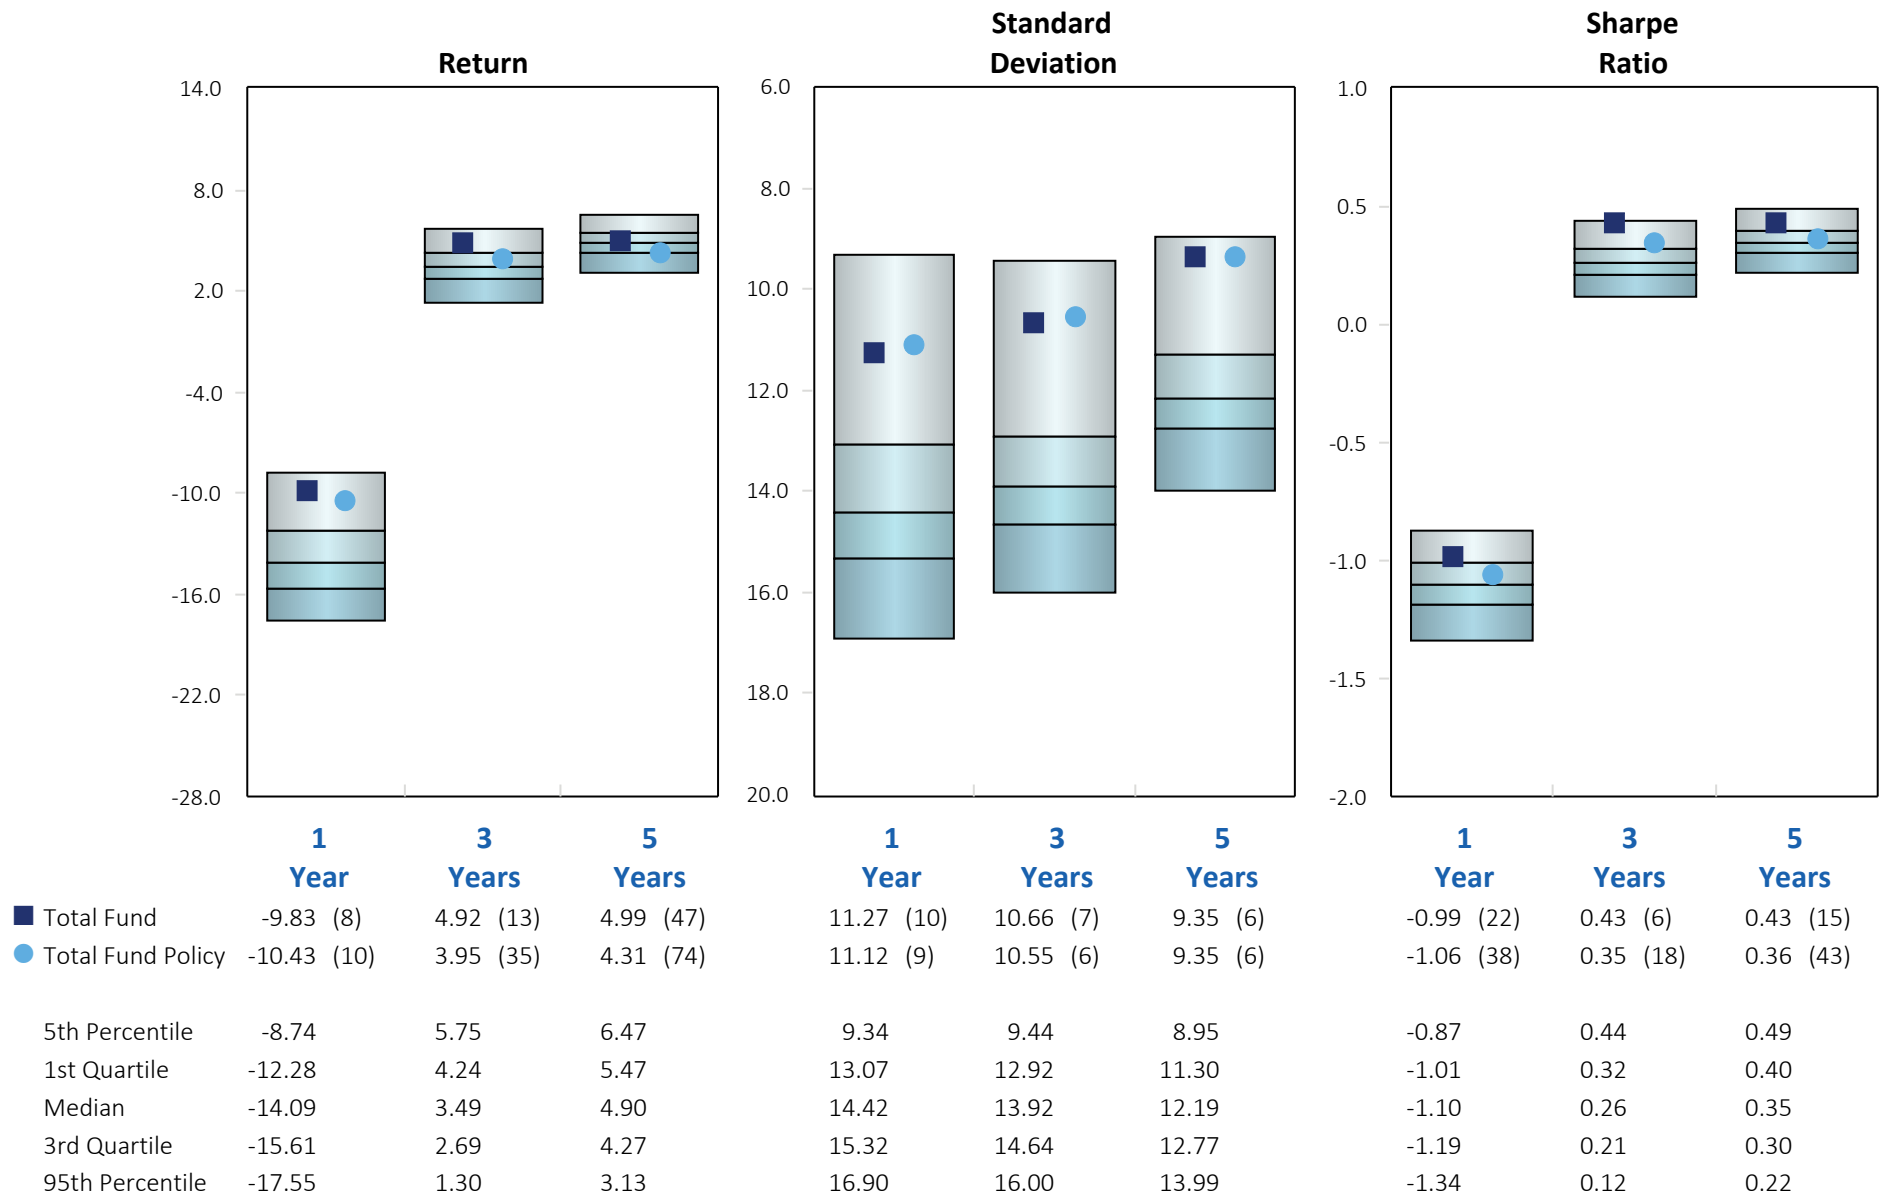 Return
14.0
8.0
2.0
-4.0
-10.0
-16.0
-22.0
-28.0
Standard
Deviation
6.0
8.0
10.0
12.0
14.0
16.0
18.0
20.0
Sharpe
Ratio
1.0
0.5
0.0
-0.5
-1.0
-1.5
-2.0
1 3 5 1 3 5 1 3 5
Year Years Years Year Years Years Year Years Years
Total Fund -9.83 (8) 4.92 (13) 4.99 (47) 11.27 (10) 10.66 (7) 9.35 (6) -0.99 (22) 0.43 (6) 0.43 (15)
Total Fund Policy -10.43 (10) 3.95 (35) 4.31 (74) 11.12 (9) 10.55 (6) 9.35 (6) -1.06 (38) 0.35 (18) 0.36 (43)
5th Percentile -8.74 5.75 6.47 9.34 9.44 8.95 -0.87 0.44 0.49
1st Quartile -12.28 4.24 5.47 13.07 12.92 11.30 -1.01 0.32 0.40
Median -14.09 3.49 4.90 14.42 13.92 12.19 -1.10 0.26 0.35
3rd Quartile -15.61 2.69 4.27 15.32 14.64 12.77 -1.19 0.21 0.30
95th Percentile -17.55 1.30 3.13 16.90 16.00 13.99 -1.34 0.12 0.22